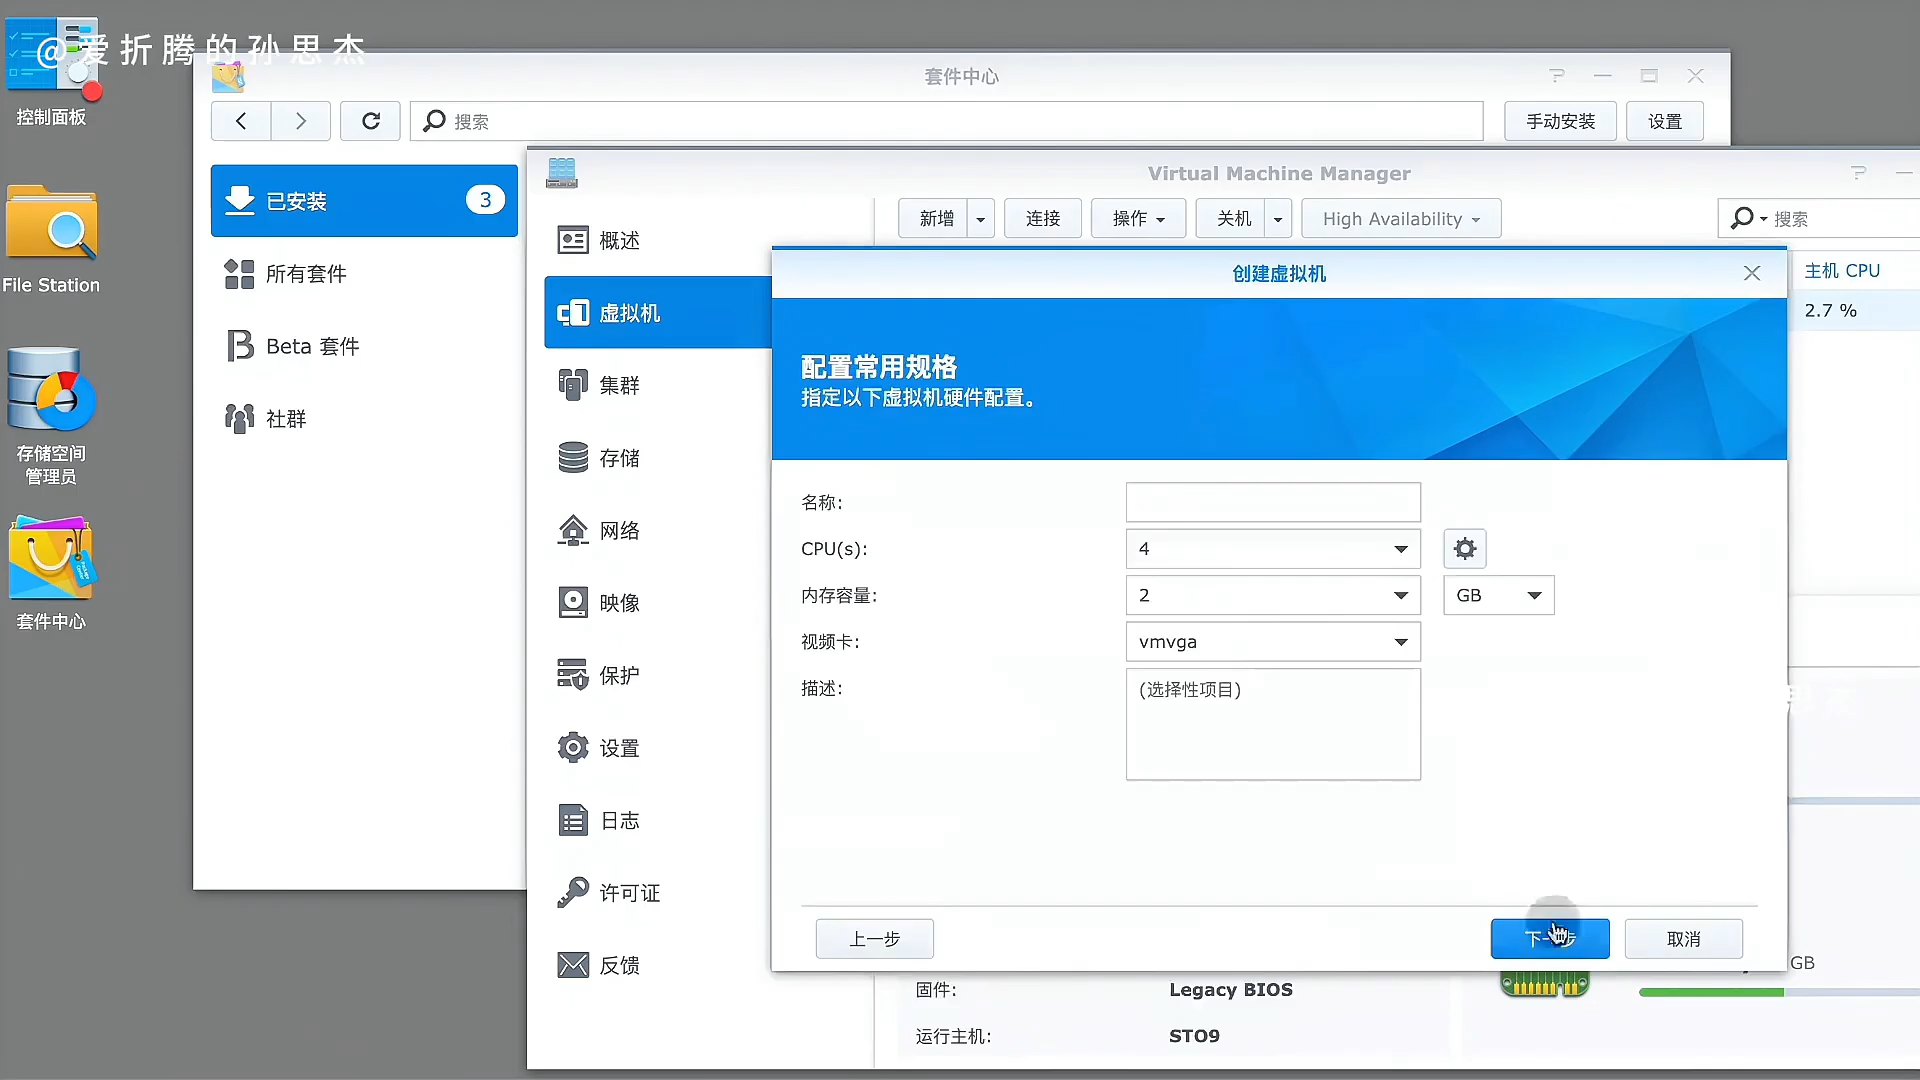 @爱折腾的孙思杰
控制面板
File Station
存储空间
管理员
套件中心
套件中心
搜索
手动安装
设置
已安装
3
所有套件
Beta 套件
社群
Virtual Machine Manager
概述
虚拟机
集群
存储
网络
映像
保护
设置
日志
许可证
反馈
新增
连接
操作
关机
High Availability
搜索
主机 CPU
2.7 %
创建虚拟机
配置常用规格
指定以下虚拟机硬件配置。
名称:
CPU(s):
4
内存容量:
2
GB
视频卡:
vmvga
描述:
(选择性项目)
上一步
下一步
取消
GB
固件:
Legacy BIOS
运行主机:
STO9